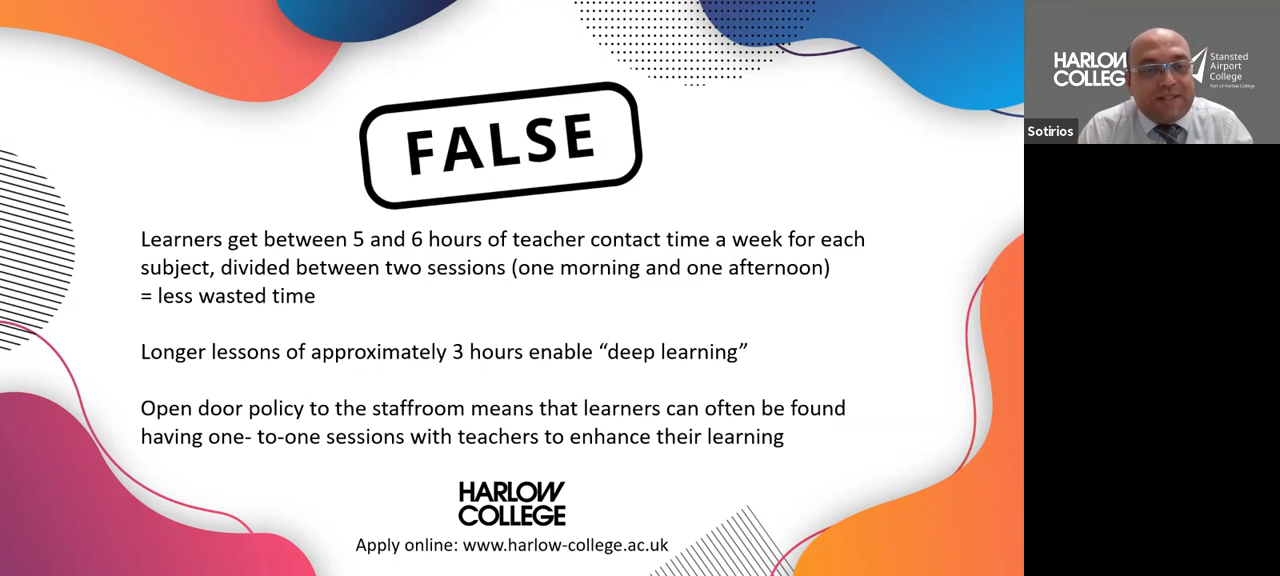 FALSE
Learners get between 5 and 6 hours of teacher contact time a week for each
subject, divided between two sessions (one morning and one afternoon)
= less wasted time
Longer lessons of approximately 3 hours enable “deep learning”
Open door policy to the staffroom means that learners can often be found
having one- to-one sessions with teachers to enhance their learning
HARLOW
COLLEGE
Apply online: www.harlow-college.ac.uk
HARLOW
COLLEG
Stansted
Airport
College
Part of Harlow College
Sotirios